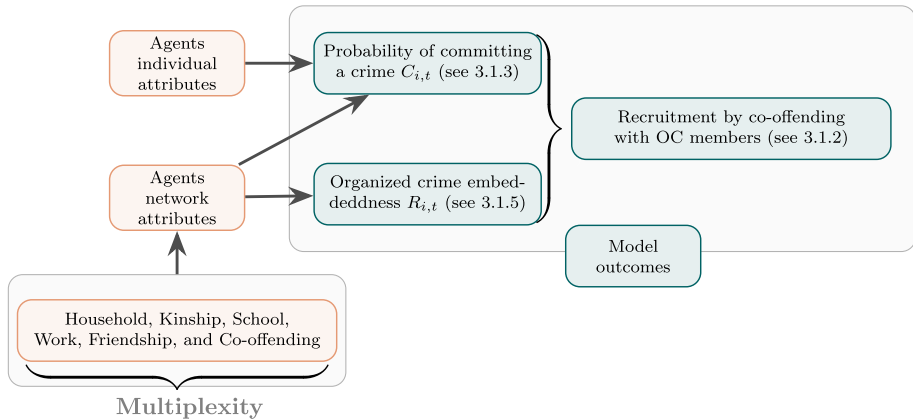 Agents
individual
attributes
Probability of committing
a crime C_{i,t} (see 3.1.3)
Recruitment by co-offending
with OC members (see 3.1.2)
Agents
network
attributes
Organized crime embed-
deddness R_{i,t} (see 3.1.5)
Model
outcomes
Household, Kinship, School,
Work, Friendship, and Co-offending
Multiplexity